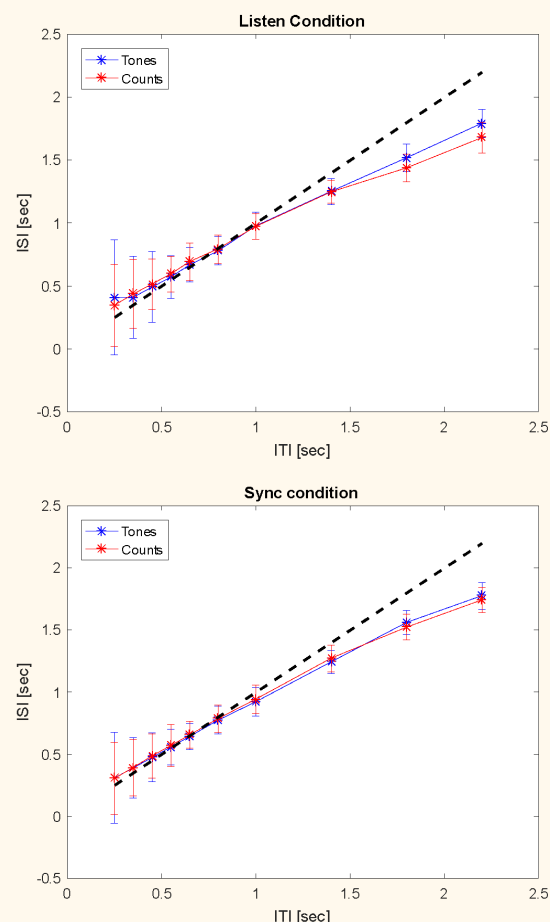 Listen Condition
2.5
Tones
Counts
2
1.5
ISI [sec]
1
0.5
0
-0.5
0 0.5 1 1.5 2 2.5
ITI [sec]
Sync condition
2.5
Tones
Counts
2
1.5
ISI [sec]
1
0.5
0
-0.5
0 0.5 1 1.5 2 2.5
ITI [sec]